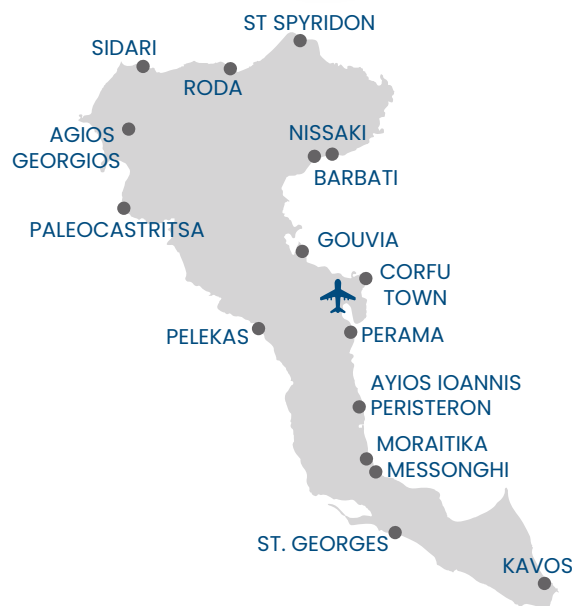 ST SPYRIDON
SIDARI
RODA
AGIOS
GEORGIOS
NISSAKI
BARBATI
PALEOCASTRITSA
GOUVIA
CORFU
TOWN
PELEKAS
PERAMA
AYIOS IOANNIS
PERISTERON
MORAITIKA
MESSONGHI
ST. GEORGES
KAVOS